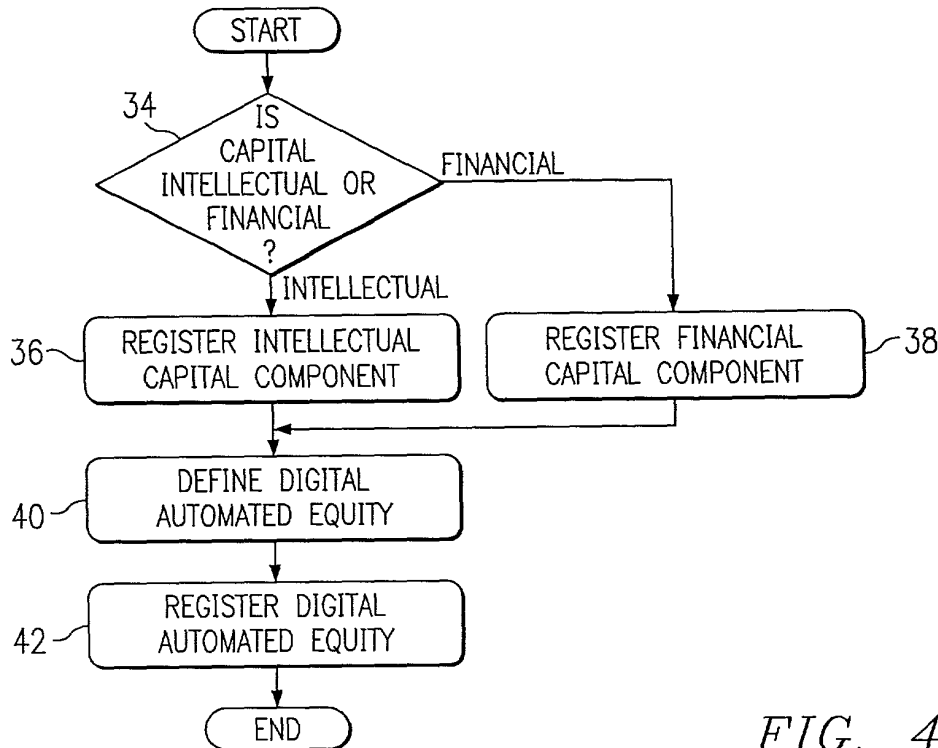 START
34
IS
CAPITAL
INTELLECTUAL OR
FINANCIAL
?
FINANCIAL
INTELLECTUAL
36
REGISTER INTELLECTUAL
CAPITAL COMPONENT
REGISTER FINANCIAL
CAPITAL COMPONENT
38
40
DEFINE DIGITAL
AUTOMATED EQUITY
42
REGISTER DIGITAL
AUTOMATED EQUITY
END
FIG. 4